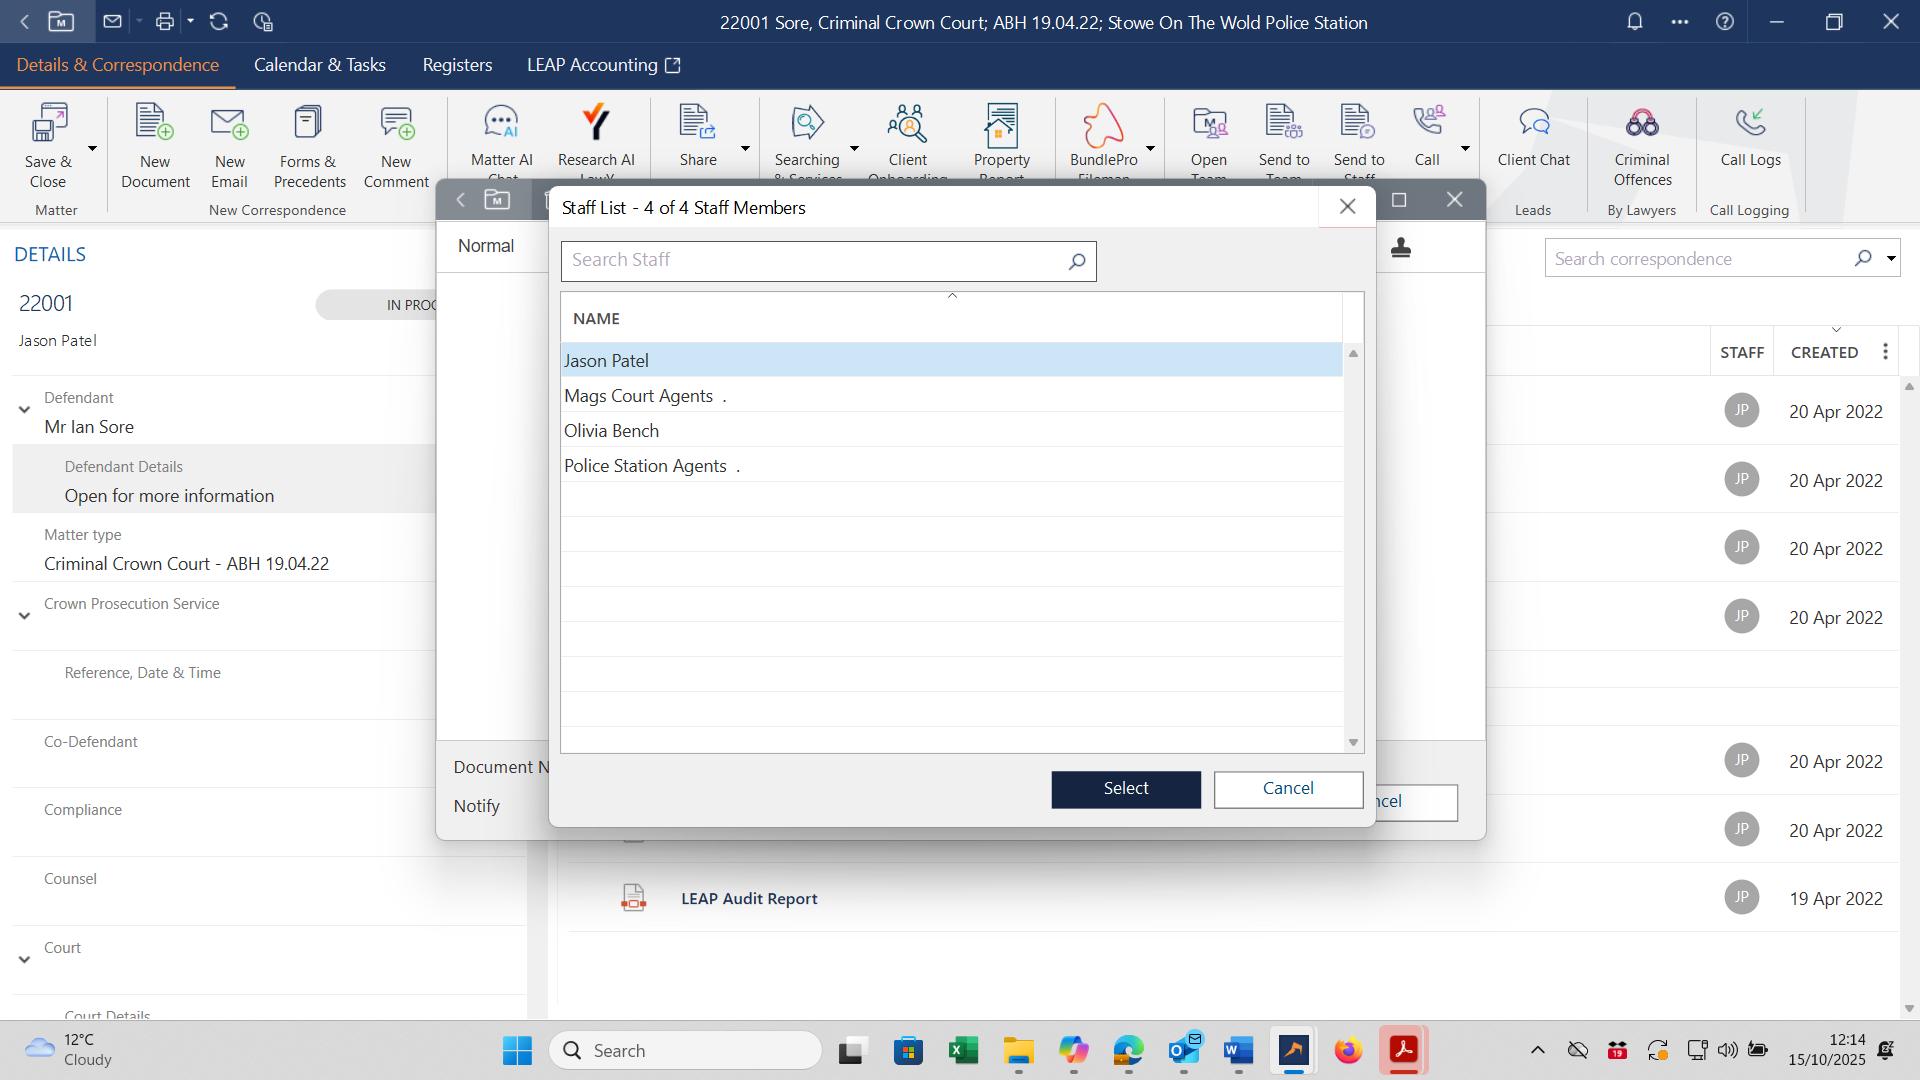 22001 Sore, Criminal Crown Court; ABH 19.04.22; Stowe On The Wold Police Station
Details & Correspondence
Calendar & Tasks
Registers
LEAP Accounting
Save & Close
New Document
New Email
Forms & Precedents
New Comment
Matter AI Chat
Research AI LawY
Share
Searching & Services
Client Onboarding
Property Report
BundlePro Fileman
Open Team
Send to Team
Send to Staff
Call
Client Chat
Criminal Offences
Call Logs
Matter
New Correspondence
Leads
By Lawyers
Call Logging
DETAILS
22001
IN PROG
Jason Patel
Defendant
Mr Ian Sore
Defendant Details
Open for more information
Matter type
Criminal Crown Court - ABH 19.04.22
Crown Prosecution Service
Reference, Date & Time
Co-Defendant
Compliance
Counsel
Court
Court Details
Normal
Document N
Notify
ncel
Staff List - 4 of 4 Staff Members
Search Staff
NAME
Jason Patel
Mags Court Agents .
Olivia Bench
Police Station Agents .
Select
Cancel
Search correspondence
STAFF
CREATED
JP 20 Apr 2022
JP 20 Apr 2022
JP 20 Apr 2022
JP 20 Apr 2022
JP 20 Apr 2022
JP 20 Apr 2022
LEAP Audit Report
JP 19 Apr 2022
12°C
Cloudy
Search
19
12:14
15/10/2025